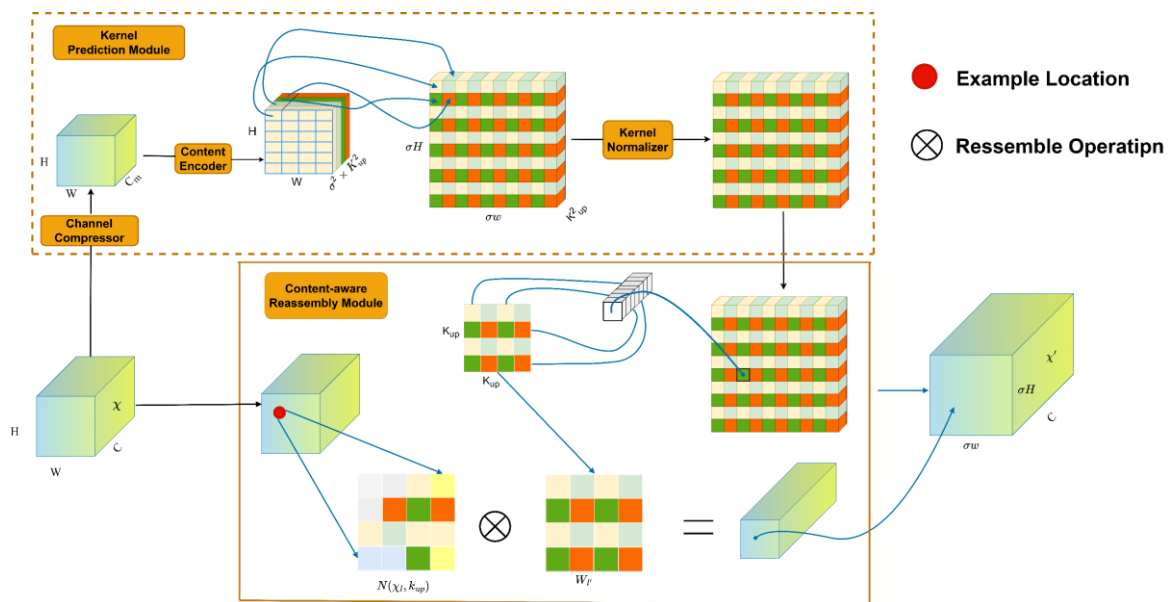 Kernel
Prediction Module
H
W
C_m
Content
Encoder
H
W
σ² × K²_up
σH
σw
K²_up
Kernel
Normalizer
Example Location
Ressemble Operatipn
Channel
Compressor
Content-aware
Reassembly Module
K_up
K_up
H
W
C
χ
χ′
σH
C
σw
N(χ_l, k_up)
W_l′
=